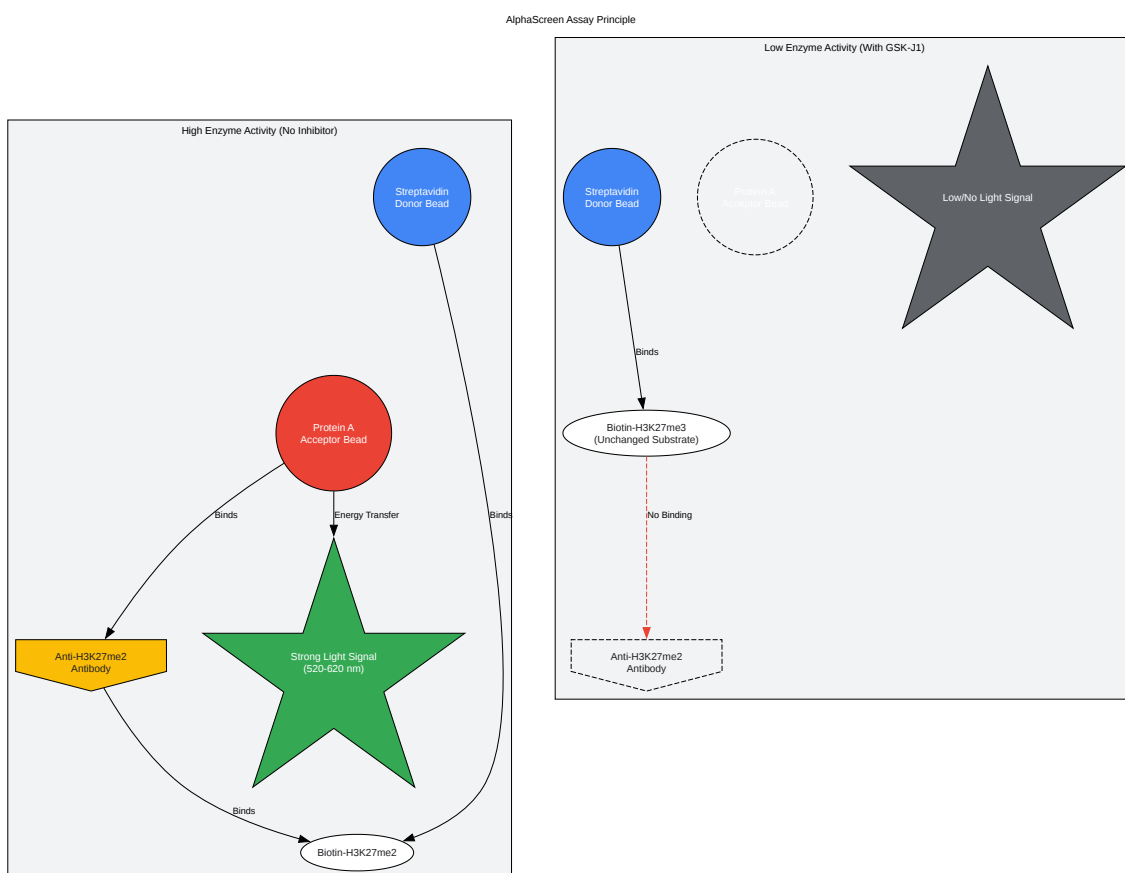 AlphaScreen Assay Principle
High Enzyme Activity (No Inhibitor)
Streptavidin
Donor Bead
Protein A
Acceptor Bead
Binds
Energy Transfer
Binds
Anti-H3K27me2
Antibody
Strong Light Signal
(520-620 nm)
Binds
Biotin-H3K27me2
Low Enzyme Activity (With GSK-J1)
Streptavidin
Donor Bead
Protein A
Acceptor Bead
Low/No Light Signal
Binds
Biotin-H3K27me3
(Unchanged Substrate)
No Binding
Anti-H3K27me2
Antibody